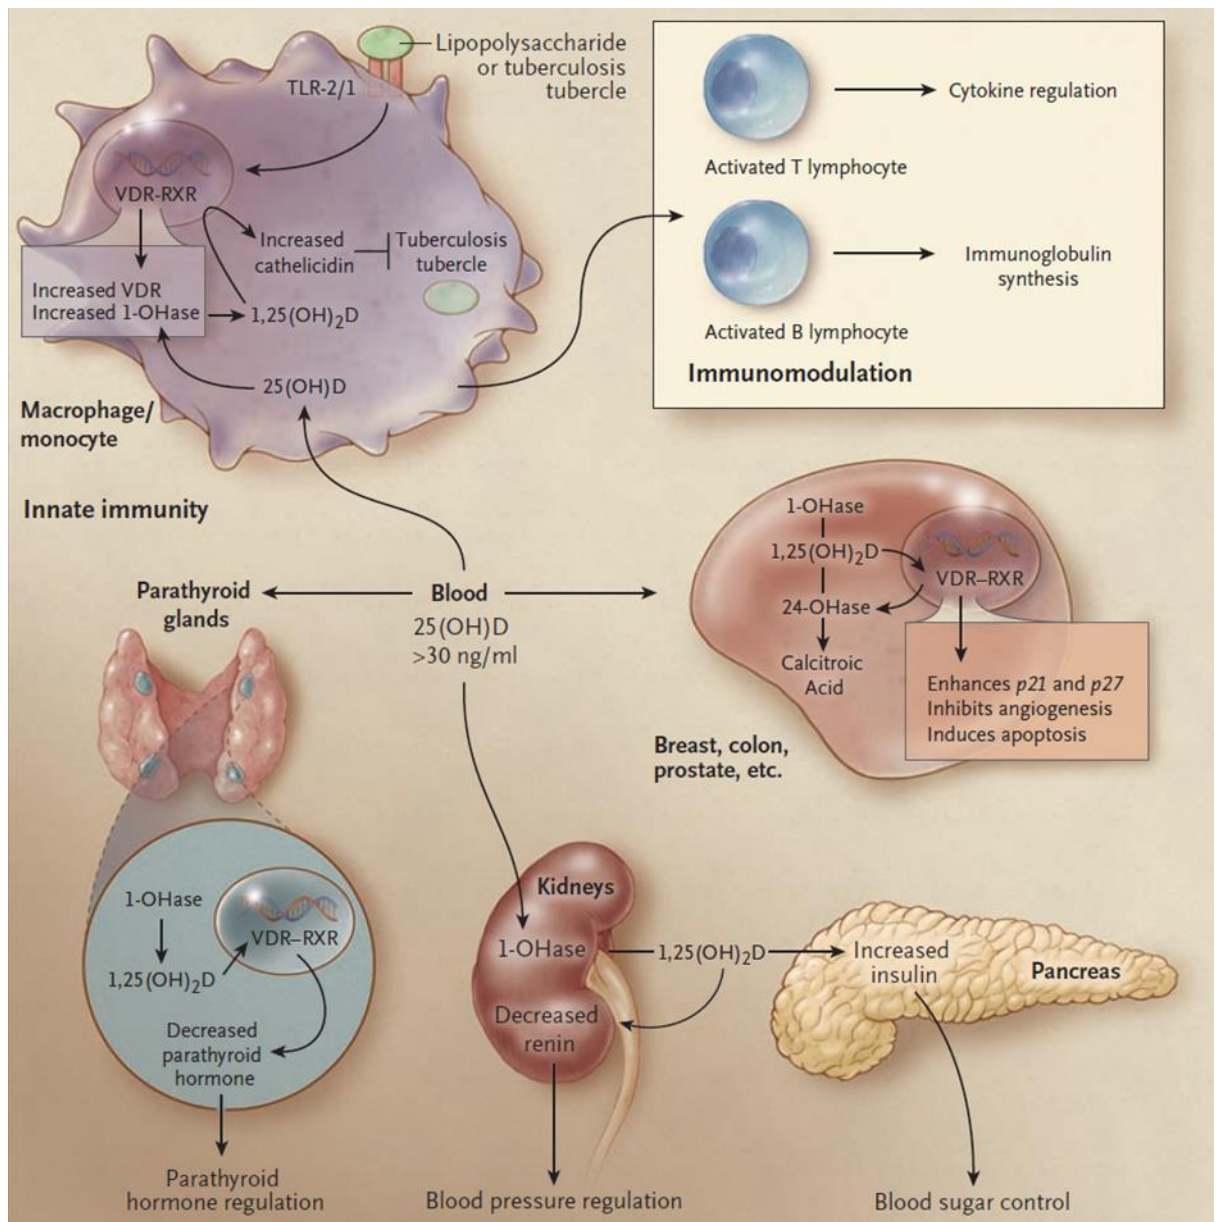 Lipopolysaccharide
or tuberculosis
tubercle
TLR-2/1
VDR-RXR
Increased
cathelicidin
Tuberculosis
tubercle
Increased VDR
Increased 1-OHase
1,25(OH)₂D
25(OH)D
Macrophage/
monocyte
Innate immunity
Cytokine regulation
Activated T lymphocyte
Immunoglobulin
synthesis
Activated B lymphocyte
Immunomodulation
Parathyroid
glands
Blood
25(OH)D
>30 ng/ml
1-OHase
1,25(OH)₂D
VDR–RXR
24-OHase
Calcitroic
Acid
Enhances p21 and p27
Inhibits angiogenesis
Induces apoptosis
Breast, colon,
prostate, etc.
1-OHase
VDR–RXR
1,25(OH)₂D
Decreased
parathyroid
hormone
Parathyroid
hormone regulation
Kidneys
1-OHase
1,25(OH)₂D
Decreased
renin
Blood pressure regulation
Increased
insulin
Pancreas
Blood sugar control